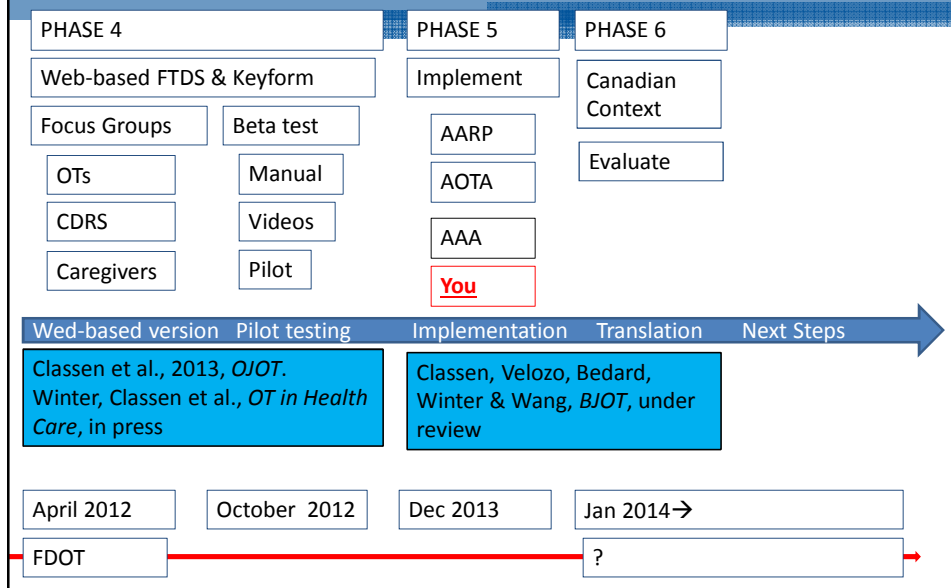 PHASE 4
PHASE 5
PHASE 6
Web-based FTDS & Keyform
Implement
Canadian
Context
Focus Groups
Beta test
AARP
Evaluate
OTs
Manual
AOTA
CDRS
Videos
AAA
Caregivers
Pilot
You
Wed-based version
Pilot testing
Implementation
Translation
Next Steps
Classen et al., 2013, OJOT.
Winter, Classen et al., OT in Health
Care, in press
Classen, Velozo, Bedard,
Winter & Wang, BJOT, under
review
April 2012
October 2012
Dec 2013
Jan 2014→
FDOT
?